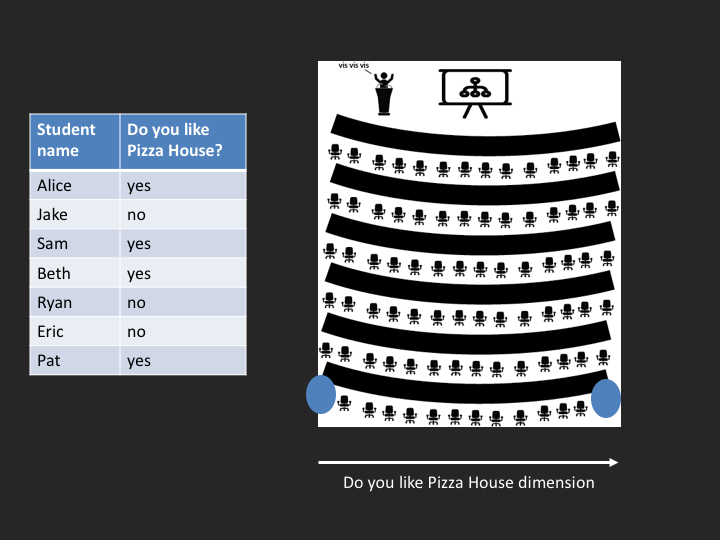 vis vis vis
Student name | Do you like Pizza House?
Alice | yes
Jake | no
Sam | yes
Beth | yes
Ryan | no
Eric | no
Pat | yes
Do you like Pizza House dimension